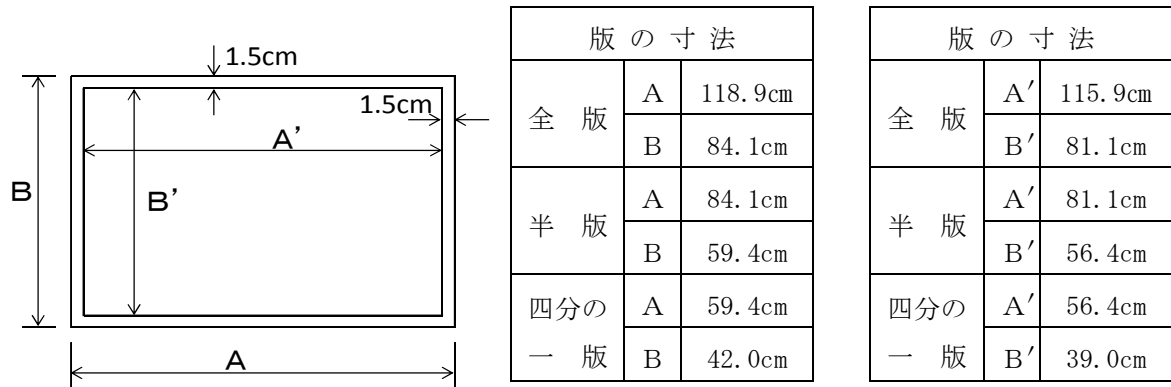 1.5cm
1.5cm
A’
B
B’
A
版 の 寸 法
全 版
A 118.9㎝
B 84.1cm
半 版
A 84.1㎝
B 59.4㎝
四分の
一 版
A 59.4㎝
B 42.0㎝
版 の 寸 法
全 版
A′ 115.9㎝
B′ 81.1cm
半 版
A′ 81.1㎝
B′ 56.4㎝
四分の
一 版
A′ 56.4㎝
B′ 39.0㎝